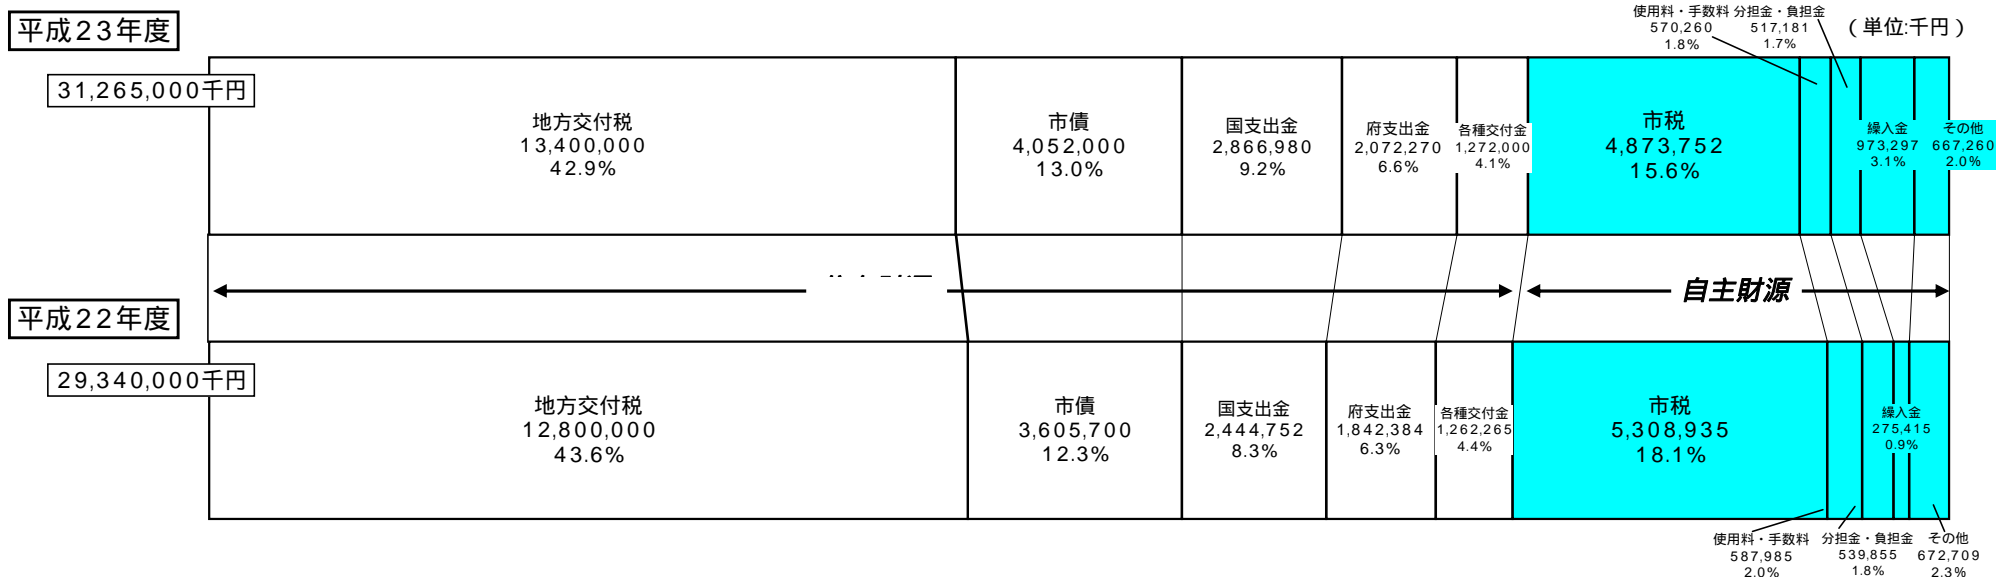 平成23年度
（単位:千円）
使用料・手数料
570,260
1.8%
分担金・負担金
517,181
1.7%
31,265,000千円
地方交付税
13,400,000
42.9%
市債
4,052,000
13.0%
国支出金
2,866,980
9.2%
府支出金
2,072,270
6.6%
各種交付金
1,272,000
4.1%
市税
4,873,752
15.6%
繰入金
973,297
3.1%
その他
667,260
2.0%
自主財源
平成22年度
29,340,000千円
地方交付税
12,800,000
43.6%
市債
3,605,700
12.3%
国支出金
2,444,752
8.3%
府支出金
1,842,384
6.3%
各種交付金
1,262,265
4.4%
市税
5,308,935
18.1%
繰入金
275,415
0.9%
使用料・手数料
587,985
2.0%
分担金・負担金
539,855
1.8%
その他
672,709
2.3%